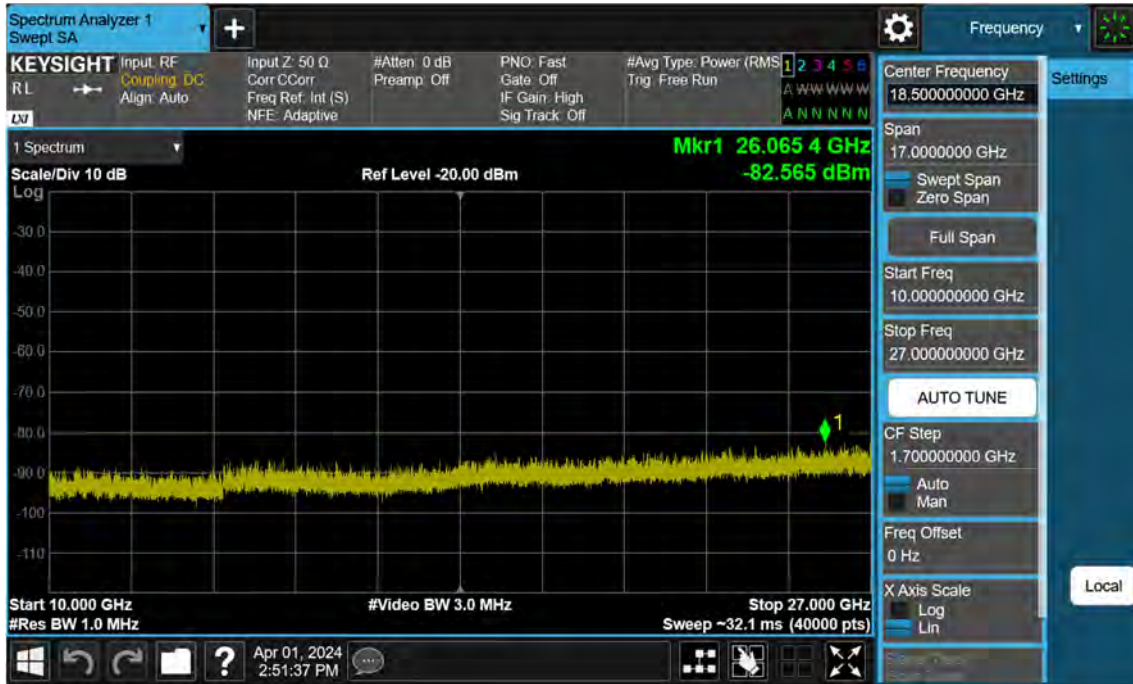 Spectrum Analyzer 1
Swept SA
+
Frequency
KEYSIGHT
RL
LXI
Input: RF
Coupling: DC
Align: Auto
Input Z: 50 Ω
Corr CCorr
Freq Ref: Int (S)
NFE: Adaptive
#Atten: 0 dB
Preamp: Off
PNO: Fast
Gate: Off
IF Gain: High
Sig Track: Off
#Avg Type: Power (RMS
Trig: Free Run
1 2 3 4 5 6
A W W W W W
A N N N N N
1 Spectrum
Scale/Div 10 dB
Ref Level -20.00 dBm
Mkr1 26.065 4 GHz
-82.565 dBm
Log
-30.0
-40.0
-50.0
-60.0
-70.0
-80.0
-90.0
-100
-110
1
Start 10.000 GHz
#Res BW 1.0 MHz
#Video BW 3.0 MHz
Stop 27.000 GHz
Sweep ~32.1 ms (40000 pts)
Center Frequency
18.500000000 GHz
Span
17.0000000 GHz
Swept Span
Zero Span
Full Span
Start Freq
10.000000000 GHz
Stop Freq
27.000000000 GHz
AUTO TUNE
CF Step
1.700000000 GHz
Auto
Man
Freq Offset
0 Hz
X Axis Scale
Log
Lin
Settings
Local
?
Apr 01, 2024
2:51:37 PM